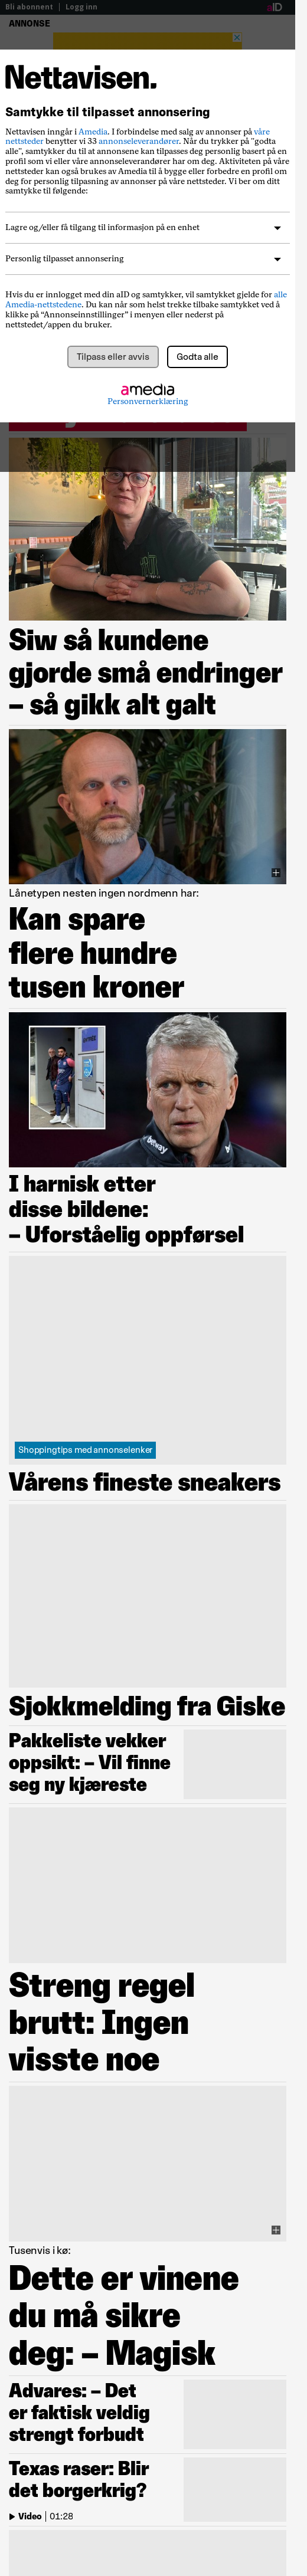 Bli abonnent | Logg inn
aID
ANNONSE
Nettavisen.
Samtykke til tilpasset annonsering
Nettavisen inngår i Amedia. I forbindelse med salg av annonser på våre
nettsteder benytter vi 33 annonseleverandører. Når du trykker på "godta
alle", samtykker du til at annonsene kan tilpasses deg personlig basert på en
profil som vi eller våre annonseleverandører har om deg. Aktiviteten på våre
nettsteder kan også brukes av Amedia til å bygge eller forbedre en profil om
deg for personlig tilpasning av annonser på våre nettsteder. Vi ber om ditt
samtykke til følgende:
Lagre og/eller få tilgang til informasjon på en enhet
Personlig tilpasset annonsering
Hvis du er innlogget med din aID og samtykker, vil samtykket gjelde for alle
Amedia-nettstedene. Du kan når som helst trekke tilbake samtykket ved å
klikke på "Annonseinnstillinger" i menyen eller nederst på
nettstedet/appen du bruker.
Tilpass eller avvis
Godta alle
amedia
Personvernerklæring
Siw så kundene
gjorde små endringer
– så gikk alt galt
Lånetypen nesten ingen nordmenn har:
Kan spare
flere hundre
tusen kroner
betway
I harnisk etter
disse bildene:
– Uforståelig oppførsel
Shoppingtips med annonselenker
Vårens fineste sneakers
Sjokkmelding fra Giske
Pakkeliste vekker
oppsikt: – Vil finne
seg ny kjæreste
Streng regel
brutt: Ingen
visste noe
Tusenvis i kø:
Dette er vinene
du må sikre
deg: – Magisk
Advares: – Det
er faktisk veldig
strengt forbudt
Texas raser: Blir
det borgerkrig?
Video | 01:28